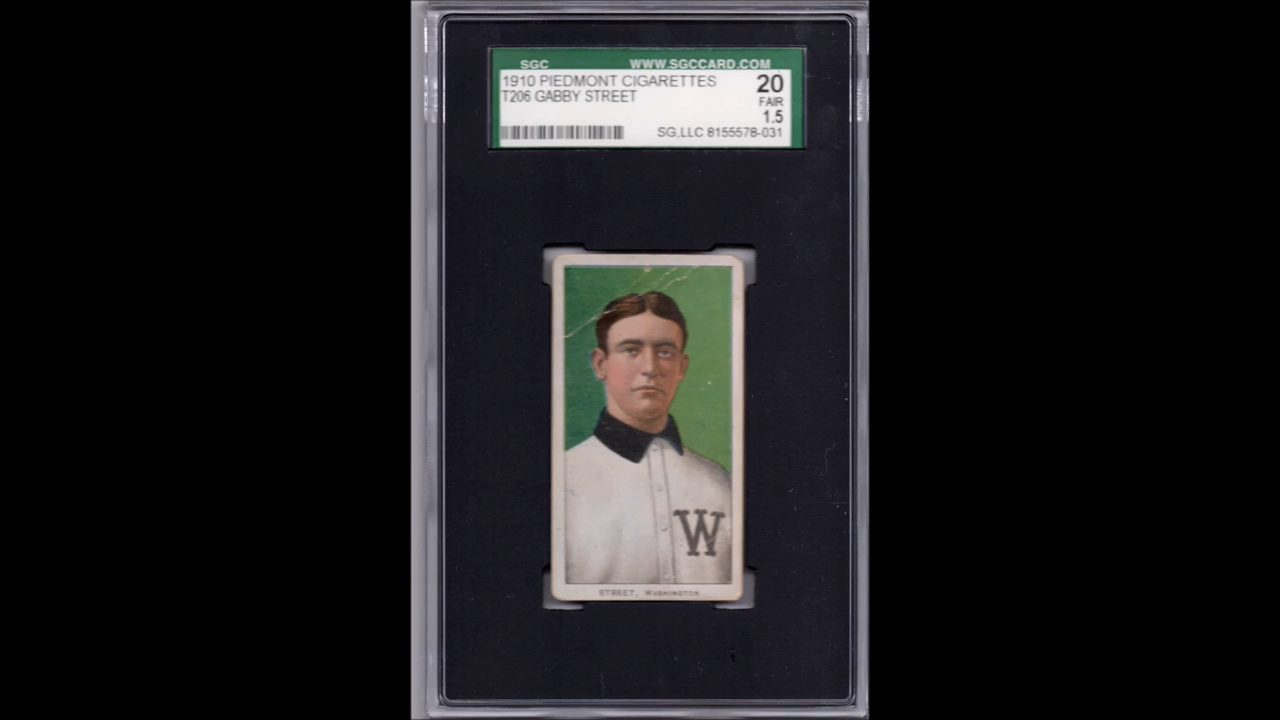 SGC WWW.SGCCARD.COM
1910 PIEDMONT CIGARETTES 20
T206 GABBY STREET FAIR
1.5
SG,LLC 8155578-031
W
STREET, WASHINGTON